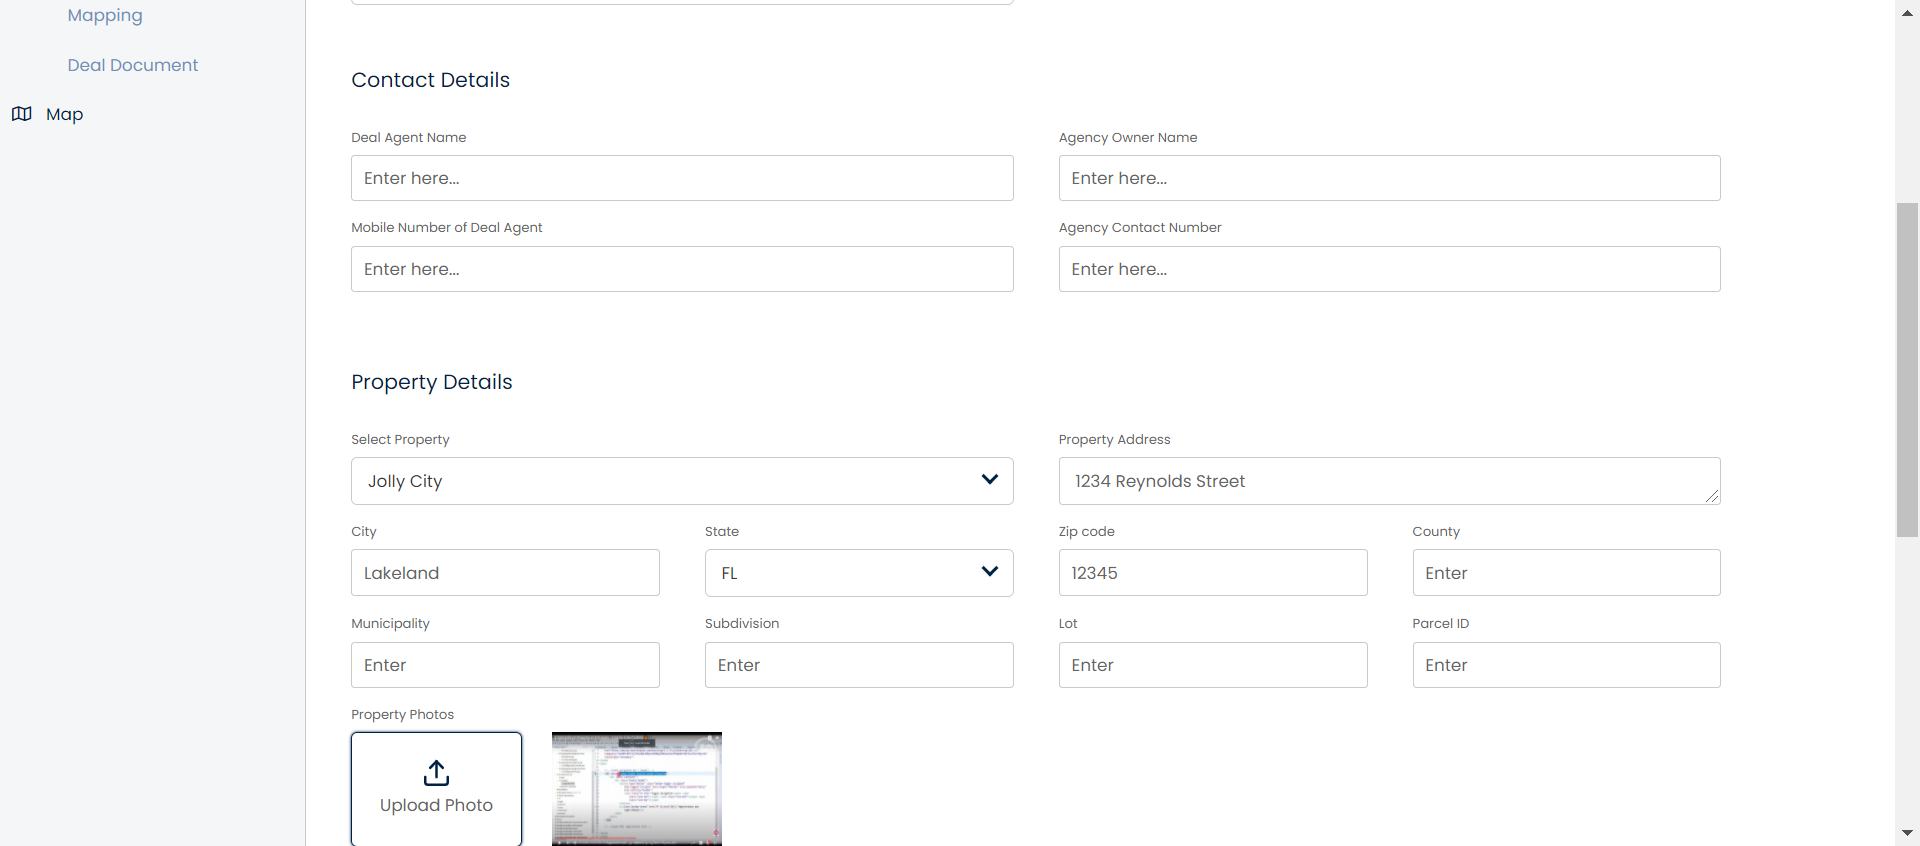 Mapping
Deal Document
Map
Contact Details
Deal Agent Name
Agency Owner Name
Enter here...
Enter here...
Mobile Number of Deal Agent
Agency Contact Number
Enter here...
Enter here...
Property Details
Select Property
Property Address
Jolly City
1234 Reynolds Street
City
State
Zip code
County
Lakeland
FL
12345
Enter
Municipality
Subdivision
Lot
Parcel ID
Enter
Enter
Enter
Enter
Property Photos
Upload Photo